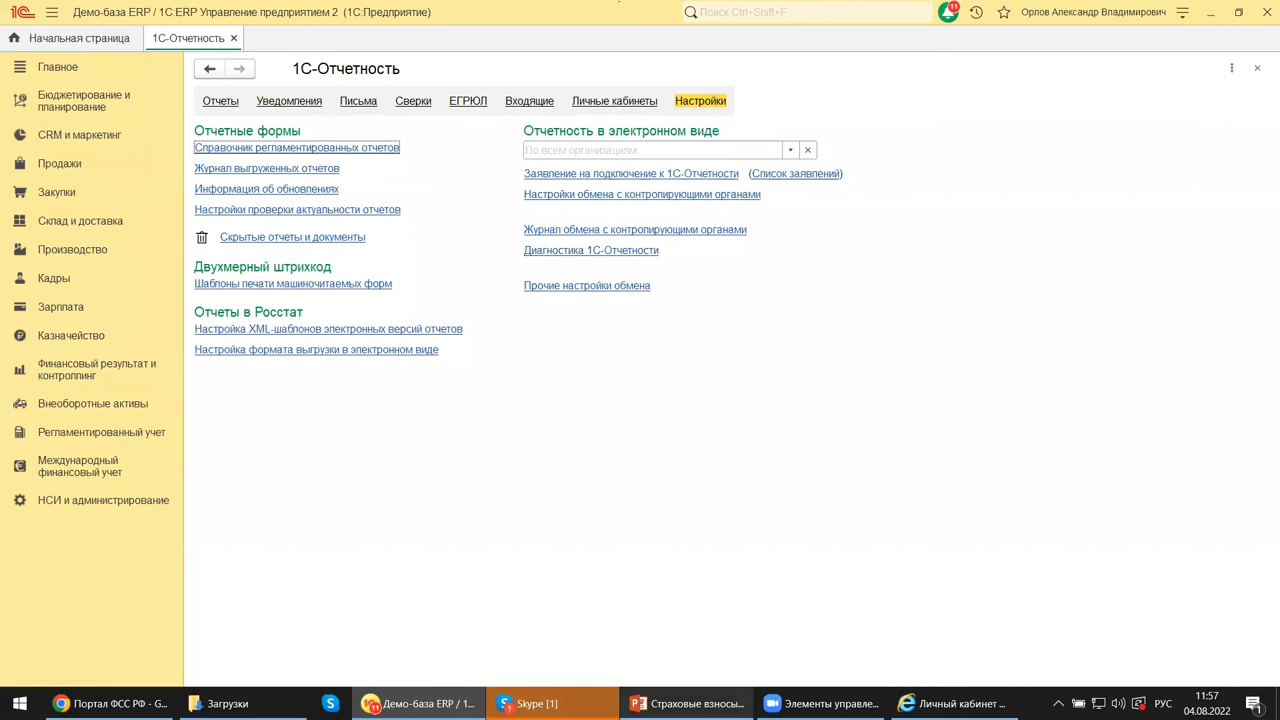 Демо-база ERP / 1С:ERP Управление предприятием 2 (1С:Предприятие)
Поиск Ctrl+Shift+F
11
Орлов Александр Владимирович
Начальная страница
1С-Отчетность
Главное
Бюджетирование и
планирование
CRM и маркетинг
Продажи
Закупки
Склад и доставка
Производство
Кадры
Зарплата
Казначейство
Финансовый результат и
контроллинг
Внеоборотные активы
Регламентированный учет
Международный
финансовый учет
НСИ и администрирование
1С-Отчетность
Отчеты Уведомления Письма Сверки ЕГРЮЛ Входящие Личные кабинеты Настройки
Отчетные формы
Справочник регламентированных отчетов
Журнал выгруженных отчетов
Информация об обновлениях
Настройки проверки актуальности отчетов
Скрытые отчеты и документы
Двухмерный штрихкод
Шаблоны печати машиночитаемых форм
Отчеты в Росстат
Настройка XML-шаблонов электронных версий отчетов
Настройка формата выгрузки в электронном виде
Отчетность в электронном виде
По всем организациям
Заявление на подключение к 1С-Отчетности (Список заявлений)
Настройки обмена с контролирующими органами
Журнал обмена с контролирующими органами
Диагностика 1С-Отчетности
Прочие настройки обмена
Портал ФСС РФ - G...
Загрузки
Демо-база ERP / 1...
Skype [1]
Страховые взносы...
Элементы управле...
Личный кабинет ...
РУС
11:57
04.08.2022